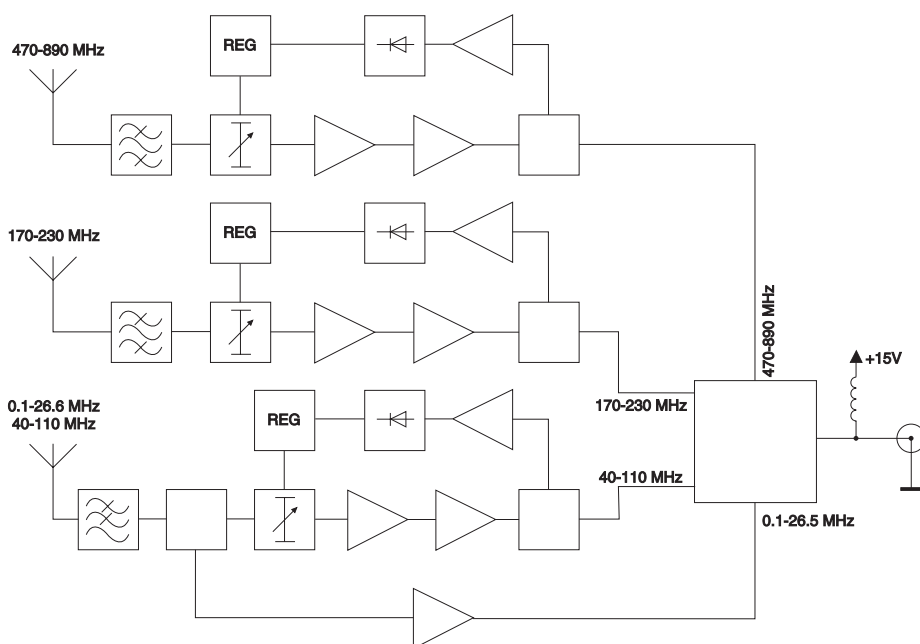 470-890 MHz
REG
170-230 MHz
REG
470-890 MHz
+15V
0.1-26.6 MHz
40-110 MHz
REG
170-230 MHz
40-110 MHz
0.1-26.5 MHz